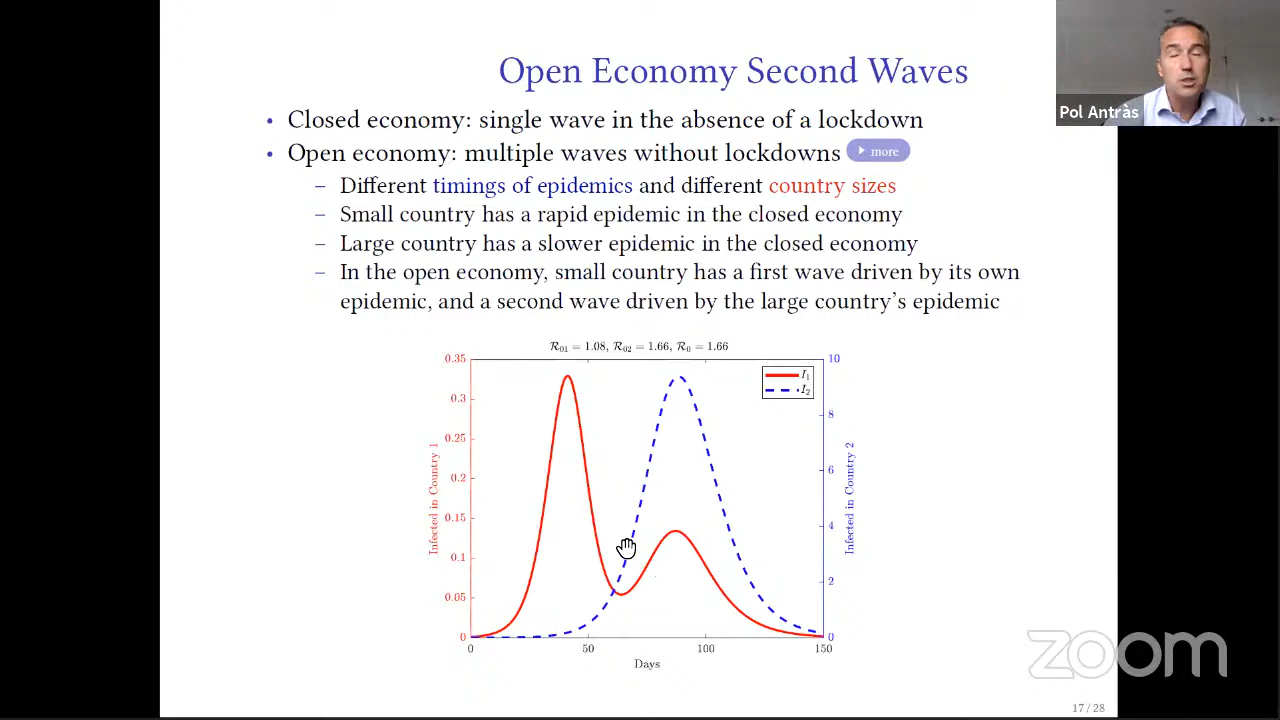 Open Economy Second Waves
Pol Antràs
• Closed economy: single wave in the absence of a lockdown
• Open economy: multiple waves without lockdowns more
– Different timings of epidemics and different country sizes
– Small country has a rapid epidemic in the closed economy
– Large country has a slower epidemic in the closed economy
– In the open economy, small country has a first wave driven by its own
epidemic, and a second wave driven by the large country's epidemic
R01 = 1.08, R02 = 1.66, R0 = 1.66
0.35
0.3
0.25
0.2
0.15
0.1
0.05
0
Infected in Country 1
10
8
6
4
2
0
Infected in Country 2
I1
I2
0 50 100 150
Days
zoom
17 / 28